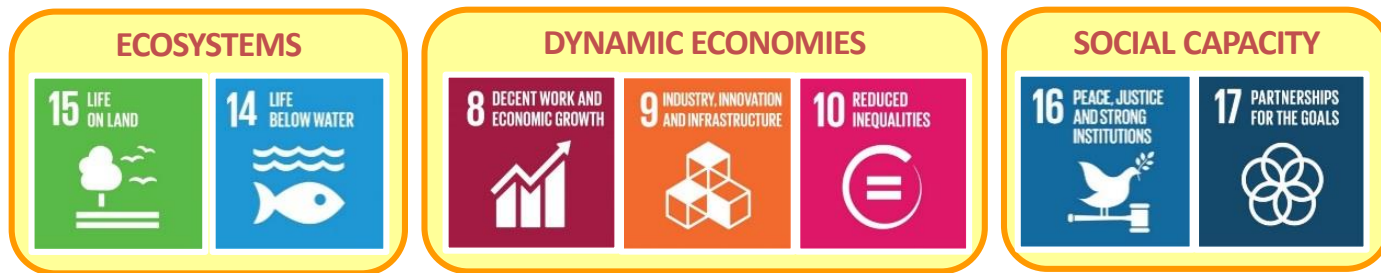 ECOSYSTEMS
15 LIFE
ON LAND
14 LIFE
BELOW WATER
DYNAMIC ECONOMIES
8 DECENT WORK AND
ECONOMIC GROWTH
9 INDUSTRY, INNOVATION
AND INFRASTRUCTURE
10 REDUCED
INEQUALITIES
SOCIAL CAPACITY
16 PEACE, JUSTICE
AND STRONG
INSTITUTIONS
17 PARTNERSHIPS
FOR THE GOALS